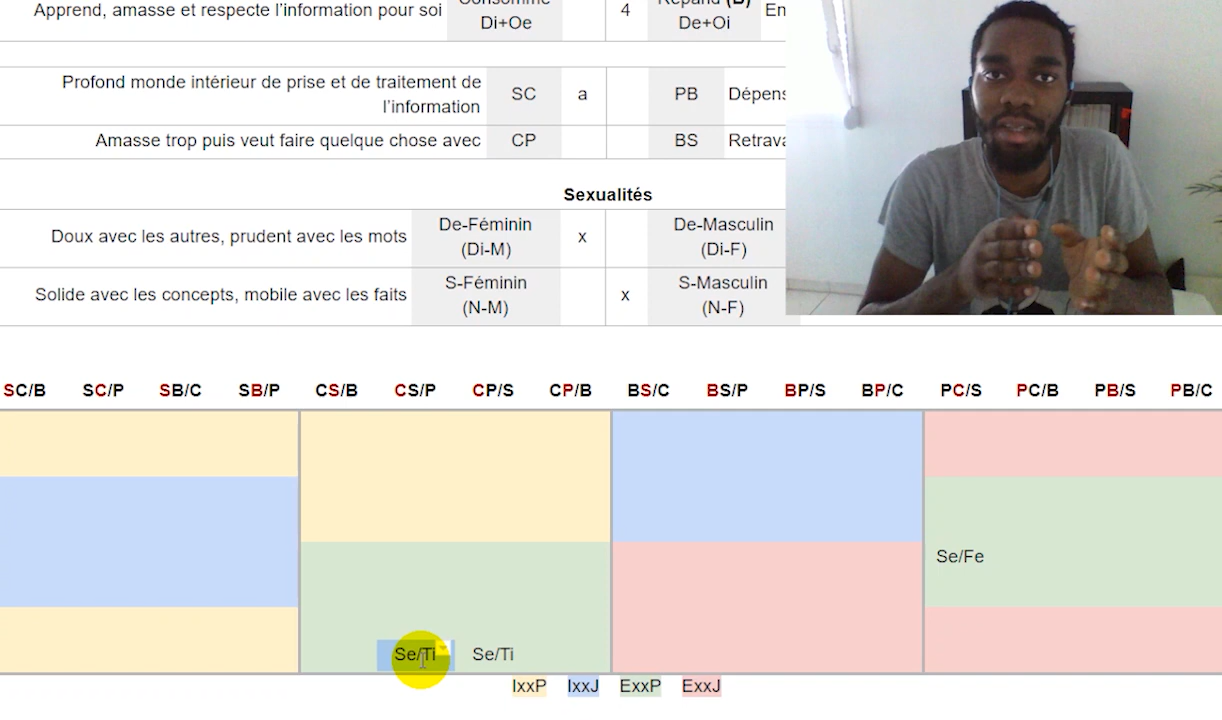 Apprend, amasse et respecte l’information pour soi
Consomme
Di+Oe
4
Répand (B)
De+Oi
En
Profond monde intérieur de prise et de traitement de
l’information
SC
a
PB
Dépens
Amasse trop puis veut faire quelque chose avec
CP
BS
Retrava
Sexualités
Doux avec les autres, prudent avec les mots
De-Féminin
(Di-M)
x
De-Masculin
(Di-F)
Solide avec les concepts, mobile avec les faits
S-Féminin
(N-M)
x
S-Masculin
(N-F)
SC/B SC/P SB/C SB/P CS/B CS/P CP/S CP/B BS/C BS/P BP/S BP/C PC/S PC/B PB/S PB/C
Se/Fe
Se/Ti Se/Ti
IxxP IxxJ ExxP ExxJ